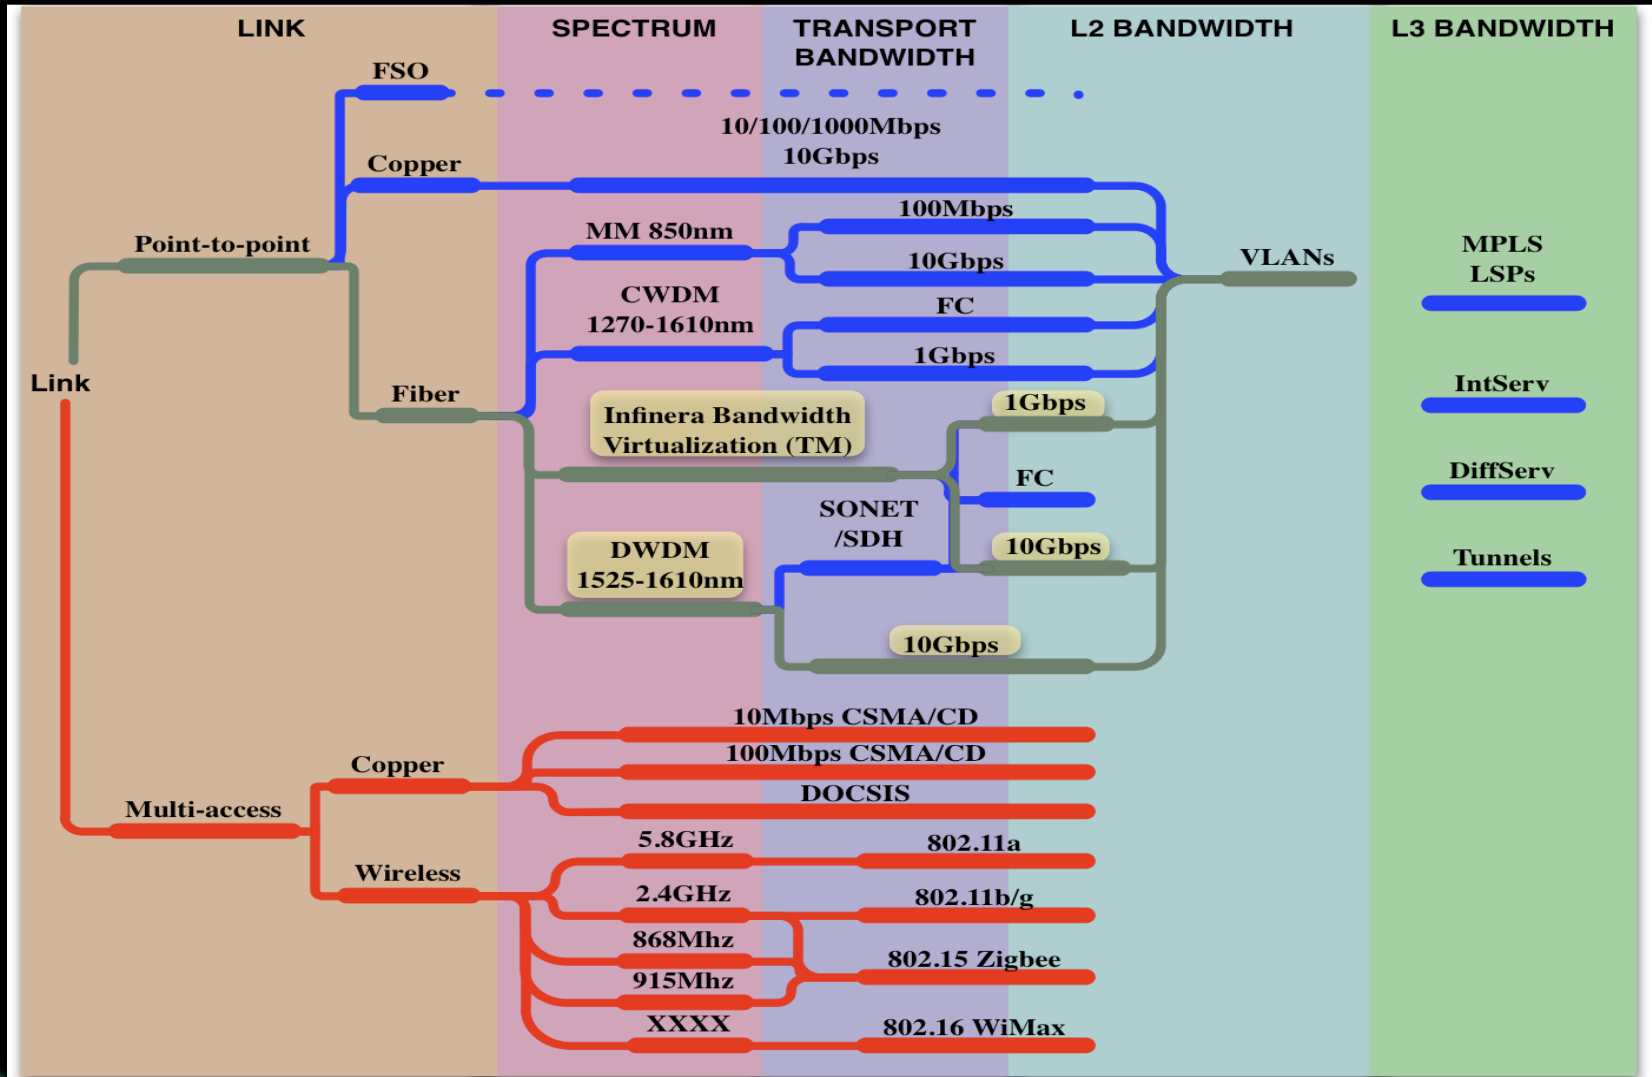 LINK
SPECTRUM
TRANSPORT
BANDWIDTH
L2 BANDWIDTH
L3 BANDWIDTH
FSO
10/100/1000Mbps
10Gbps
Copper
100Mbps
MM 850nm
Point-to-point
10Gbps
VLANs
MPLS
LSPs
CWDM
1270-1610nm
FC
1Gbps
Link
IntServ
Fiber
Infinera Bandwidth
Virtualization (TM)
1Gbps
FC
DiffServ
SONET
/SDH
DWDM
1525-1610nm
10Gbps
Tunnels
10Gbps
10Mbps CSMA/CD
100Mbps CSMA/CD
Copper
DOCSIS
Multi-access
5.8GHz
802.11a
Wireless
2.4GHz
802.11b/g
868Mhz
802.15 Zigbee
915Mhz
XXXX
802.16 WiMax